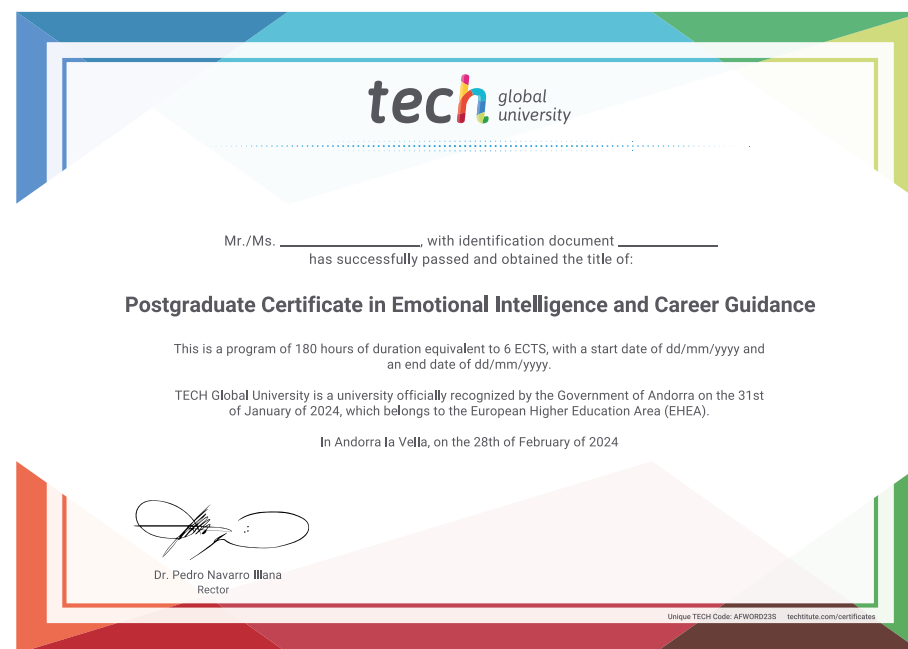 tech global university
Mr./Ms. ____________, with identification document ____________
has successfully passed and obtained the title of:
Postgraduate Certificate in Emotional Intelligence and Career Guidance
This is a program of 180 hours of duration equivalent to 6 ECTS, with a start date of dd/mm/yyyy and
an end date of dd/mm/yyyy.
TECH Global University is a university officially recognized by the Government of Andorra on the 31st
of January of 2024, which belongs to the European Higher Education Area (EHEA).
In Andorra la Vella, on the 28th of February of 2024
Dr. Pedro Navarro Illana
Rector
Unique TECH Code: AFWORD23S techtitute.com/certificates